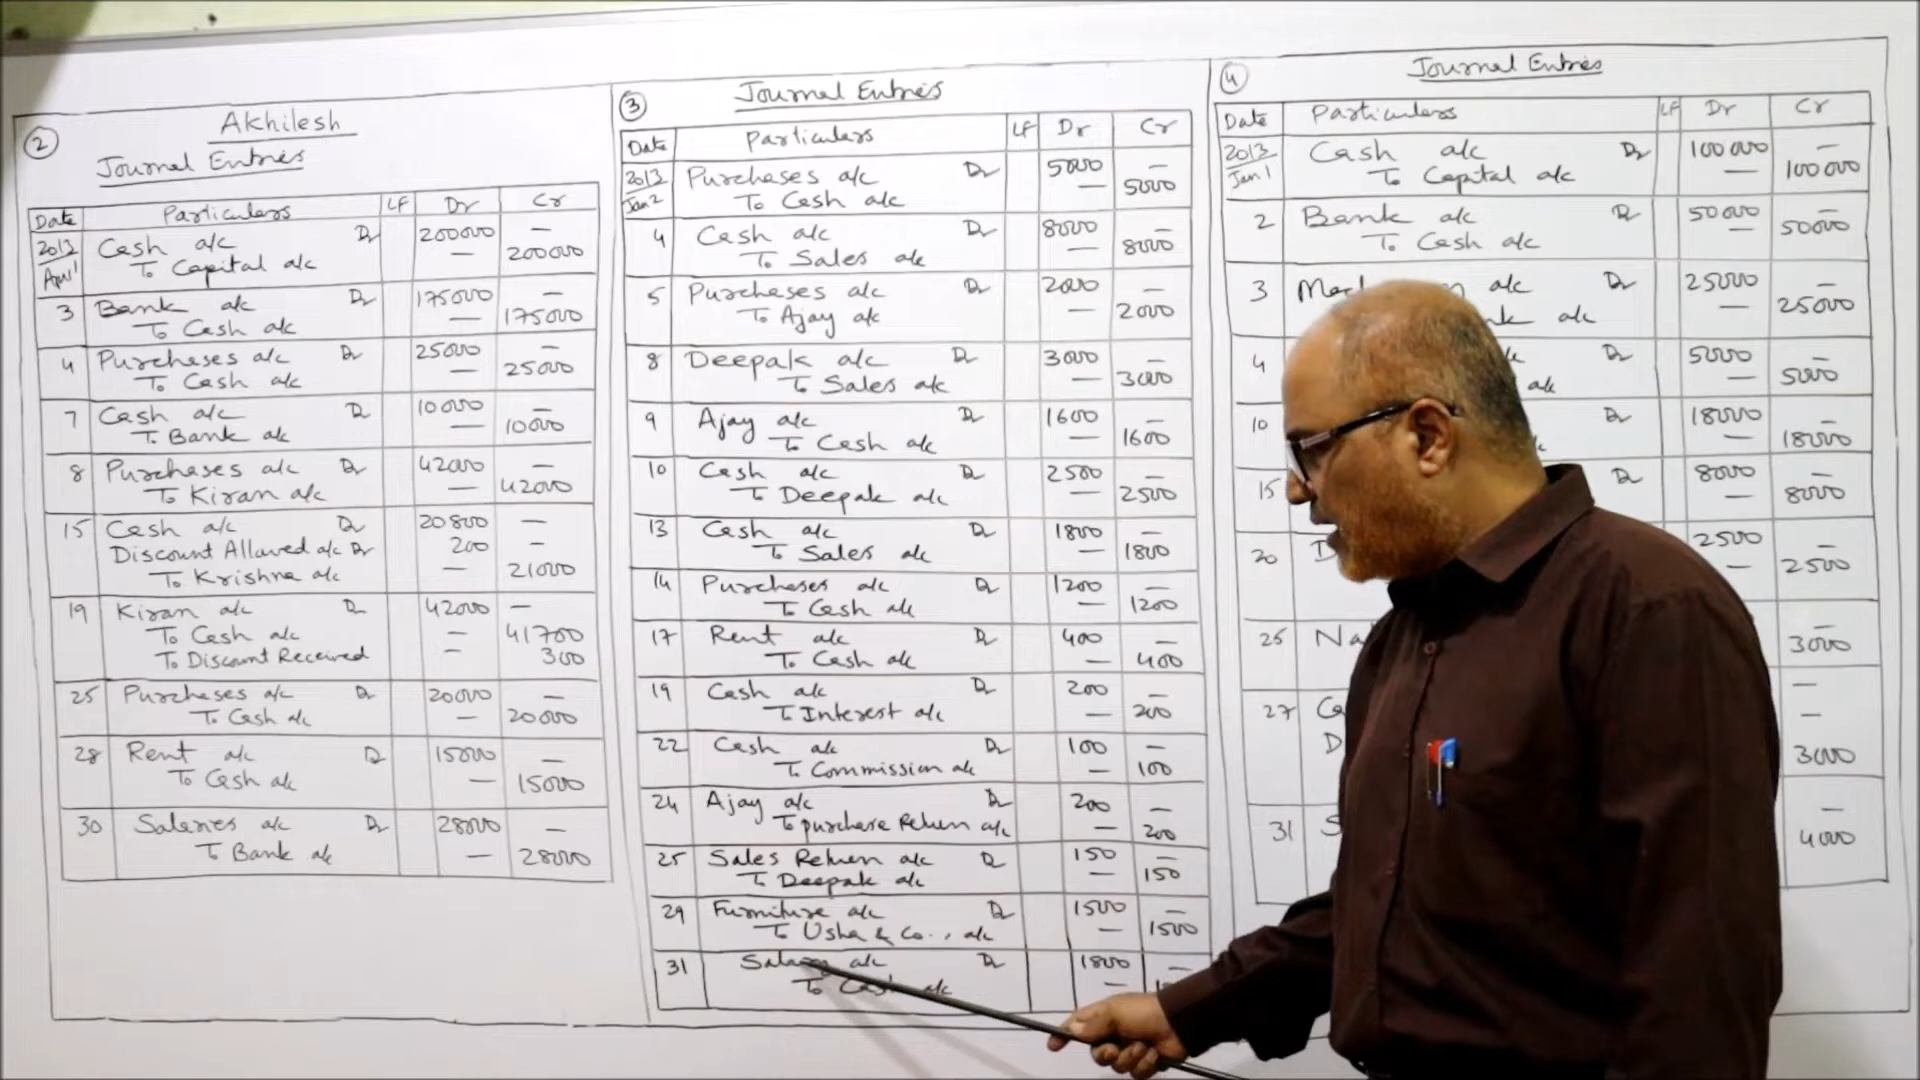 ②
Akhilesh
Journal Entries
Date Particulars LF Dr Cr
2013 Cash a/c Dr 200000 —
Apr 1 To Capital a/c — 200000
3 Bank a/c Dr 175000 —
To Cash a/c — 175000
4 Purchases a/c Dr 25000 —
To Cash a/c — 25000
7 Cash a/c Dr 10000 —
To Bank a/c — 10000
8 Purchases a/c Dr 42000 —
To Kiran a/c — 42000
15 Cash a/c Dr 20800 —
Discount Allowed a/c Dr 200 —
To Krishna a/c — 21000
19 Kiran a/c Dr 42000 —
To Cash a/c — 41700
To Discount Received — 300
25 Purchases a/c Dr 20000 —
To Cash a/c — 20000
28 Rent a/c Dr 15000 —
To Cash a/c — 15000
30 Salaries a/c Dr 28000 —
To Bank a/c — 28000
③ Journal Entries
Date Particulars LF Dr Cr
2013 Purchases a/c Dr 5000 —
Jan 2 To Cash a/c — 5000
4 Cash a/c Dr 8000 —
To Sales a/c — 8000
5 Purchases a/c Dr 2000 —
To Ajay a/c — 2000
8 Deepak a/c Dr 3000 —
To Sales a/c — 3000
9 Ajay a/c Dr 1600 —
To Cash a/c — 1600
10 Cash a/c Dr 2500 —
To Deepak a/c — 2500
13 Cash a/c Dr 1800 —
To Sales a/c — 1800
14 Purchases a/c Dr 1200 —
To Cash a/c — 1200
17 Rent a/c Dr 400 —
To Cash a/c — 400
19 Cash a/c Dr 200 —
To Interest a/c — 200
22 Cash a/c Dr 100 —
To Commission a/c — 100
24 Ajay a/c Dr 200 —
To purchase Return a/c — 200
25 Sales Return a/c Dr 150 —
To Deepak a/c — 150
29 Furniture a/c Dr 1500 —
To Usha & Co., a/c — 1500
31 a/c Dr 1800 —
To Cash a/c —
④ Journal Entries
Date Particulars LF Dr Cr
2013 Cash a/c Dr 100000 —
Jan 1 To Capital a/c — 100000
2 Bank a/c Dr 50000 —
To Cash a/c — 50000
3 a/c Dr 25000 —
a/c — 25000
4 Dr 5000 —
a/c — 5000
10 Dr 18000 —
— 18000
15 Dr 8000 —
— 8000
20 2500 —
— 2500
25 —
3000
27 —
—
3000
31 —
4000